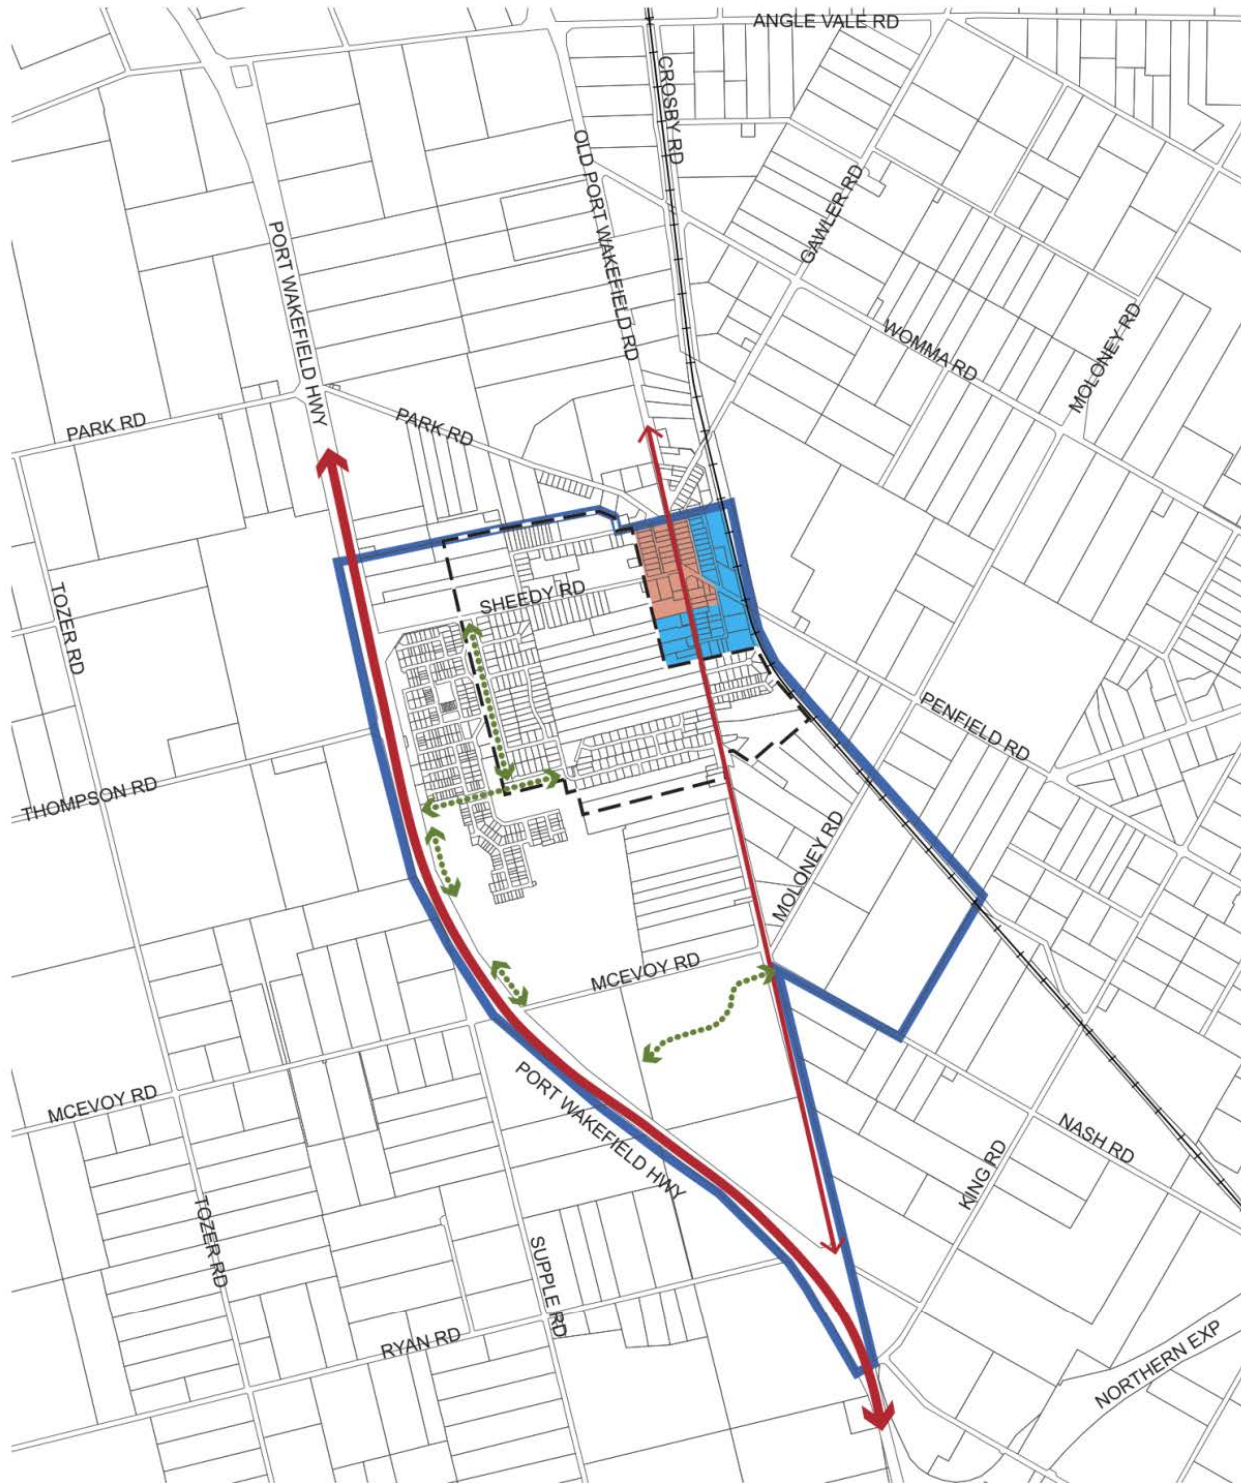 ANGLE VALE RD
CROSBY RD
OLD PORT WAKEFIELD RD
GAWLER RD
PORT WAKEFIELD HWY
WOMMA RD
MOLONEY RD
PARK RD
PARK RD
TOZER RD
SHEEDY RD
PENFIELD RD
THOMPSON RD
MOLONEY RD
MCEVOY RD
MCEVOY RD
PORT WAKEFIELD HWY
NASH RD
KING RD
TOZER RD
SUPPLE RD
RYAN RD
NORTHERN EXP